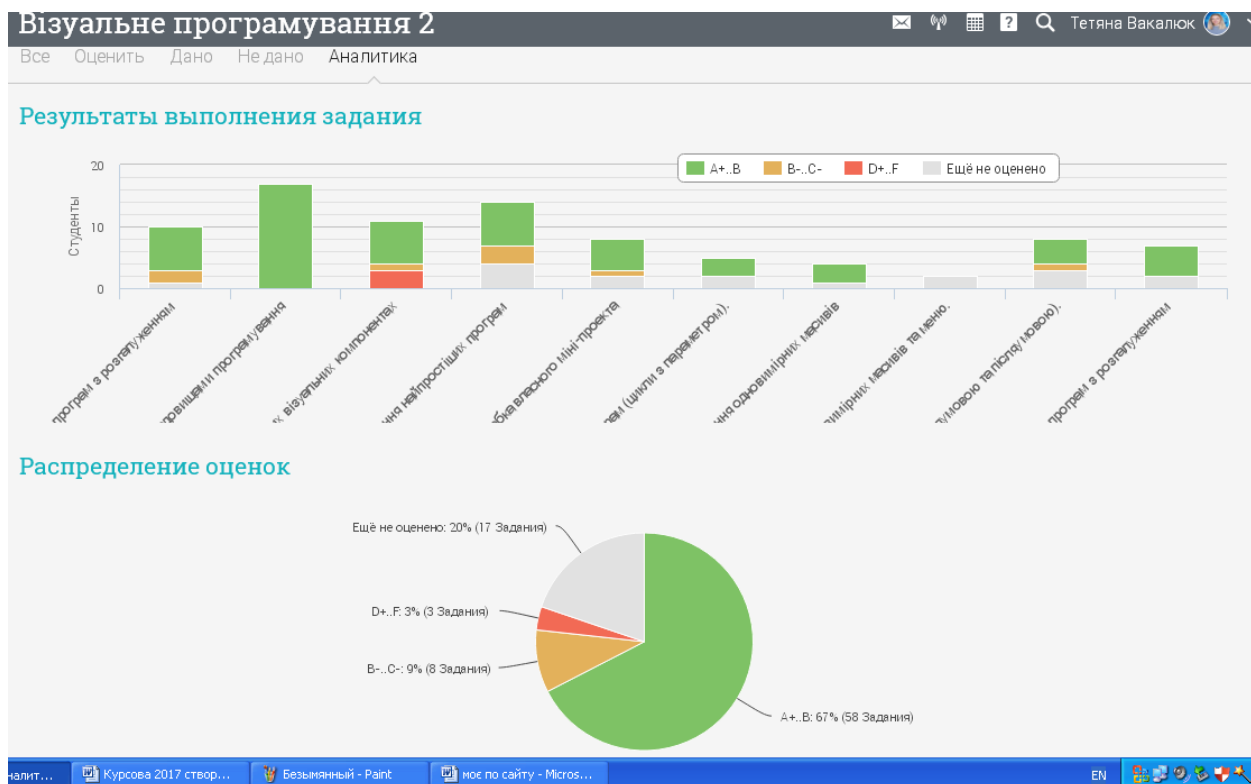 Візуальне програмування 2
Тетяна Вакалюк
Все Оценить Дано Не дано Аналитика
Результаты выполнения задания
A+..B B-..C- D+..F Ещё не оценено
20
10
0
Студенты
програм з розгалуженням
програмування
візуальних компонентах
найпростіших програм
власного міні-проекта
(цикли з параметром).
одновимірних масивів
масивів та меню.
та післяумовою).
програм з розгалуженням
Распределение оценок
Ещё не оценено: 20% (17 Задания)
D+..F: 3% (3 Задания)
B-..C-: 9% (8 Задания)
A+..B: 67% (58 Задания)
налит... Курсова 2017 створ... Безымянный - Paint моє по сайту - Micros... EN